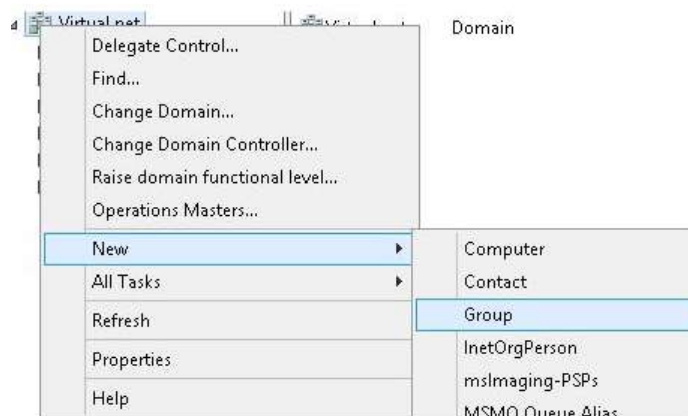 Virtual.net
Domain
Delegate Control...
Find...
Change Domain...
Change Domain Controller...
Raise domain functional level...
Operations Masters...
New
All Tasks
Refresh
Properties
Help
Computer
Contact
Group
InetOrgPerson
msImaging-PSPs
MSMQ Queue Alias